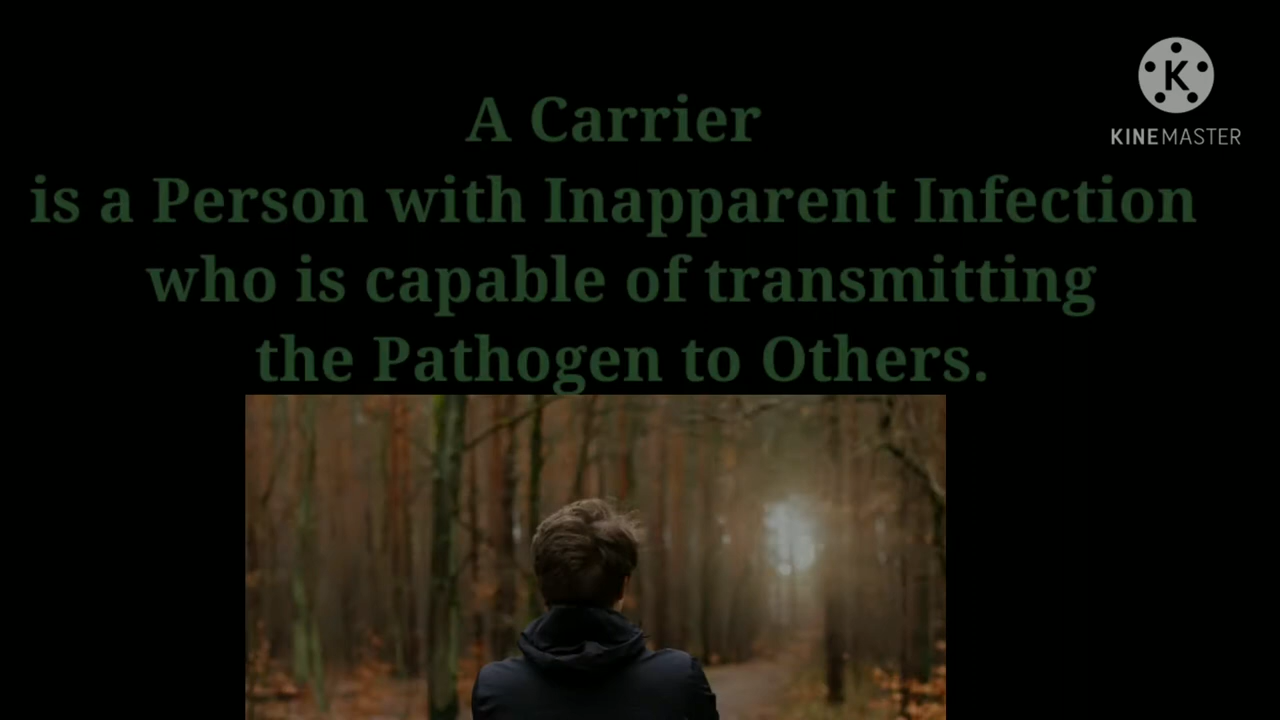 A Carrier
is a Person with Inapparent Infection
who is capable of transmitting
the Pathogen to Others.
K
KINEMASTER